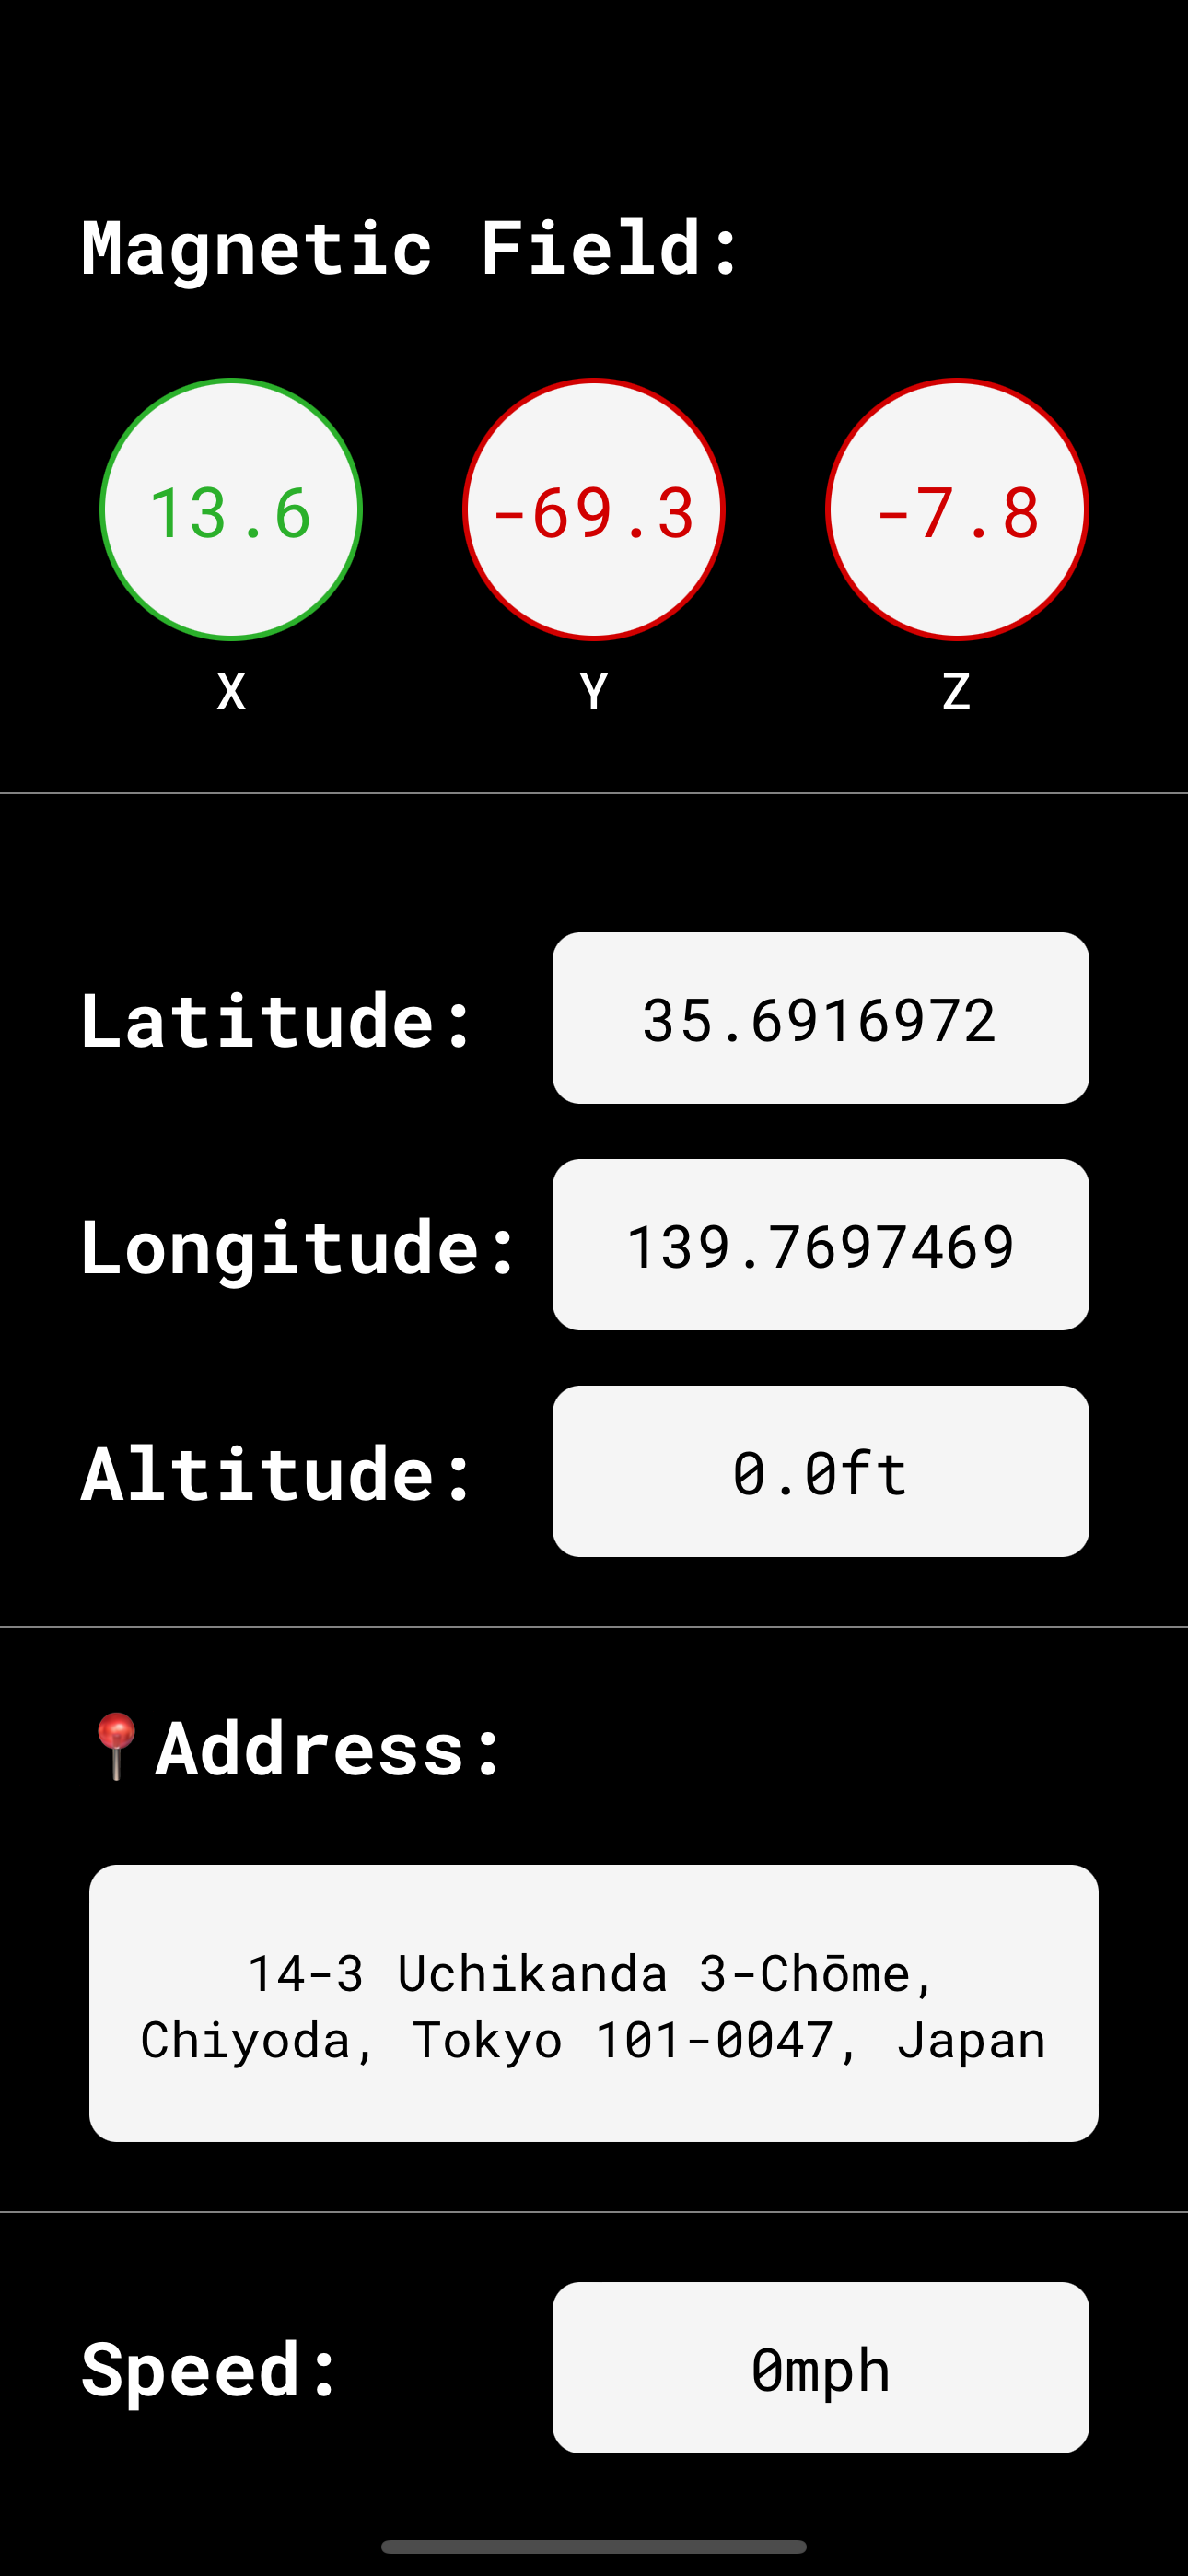 Magnetic Field:
13.6 -69.3 -7.8
X Y Z
Latitude: 35.6916972
Longitude: 139.7697469
Altitude: 0.0ft
📍Address:
14-3 Uchikanda 3-Chōme,
Chiyoda, Tokyo 101-0047, Japan
Speed: 0mph